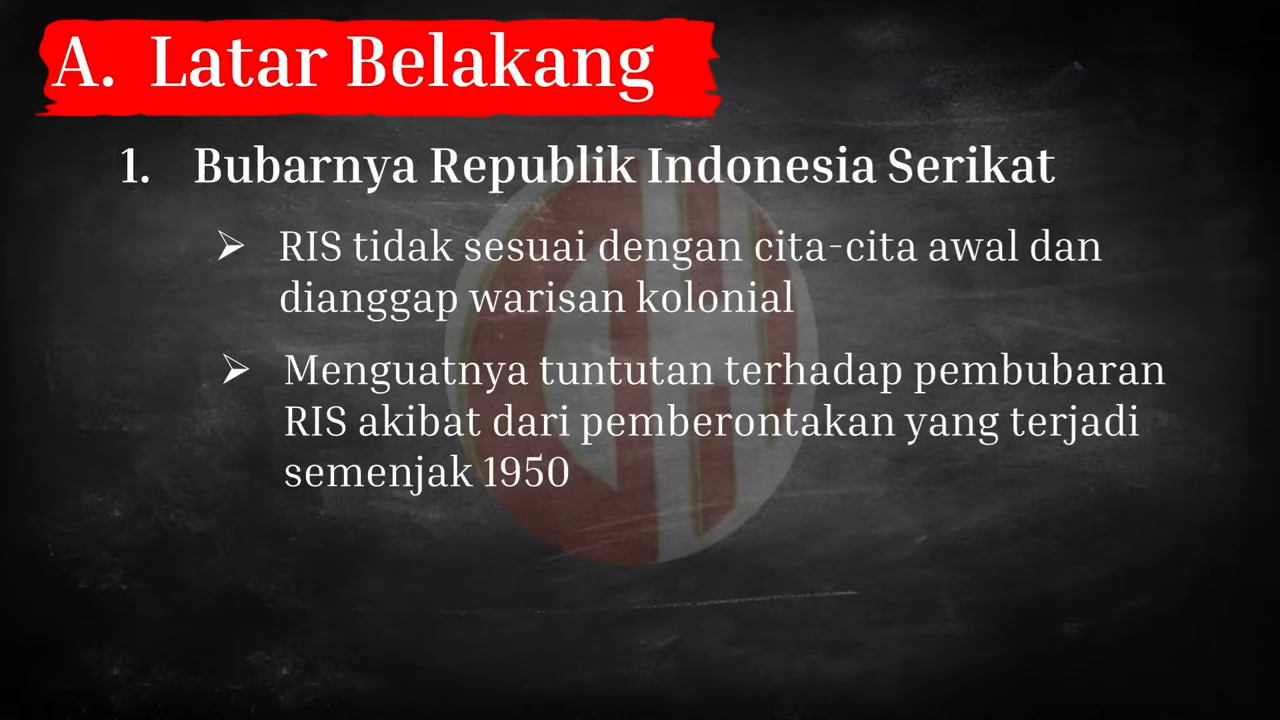 A. Latar Belakang
1. Bubarnya Republik Indonesia Serikat
➢ RIS tidak sesuai dengan cita-cita awal dan
dianggap warisan kolonial
➢ Menguatnya tuntutan terhadap pembubaran
RIS akibat dari pemberontakan yang terjadi
semenjak 1950